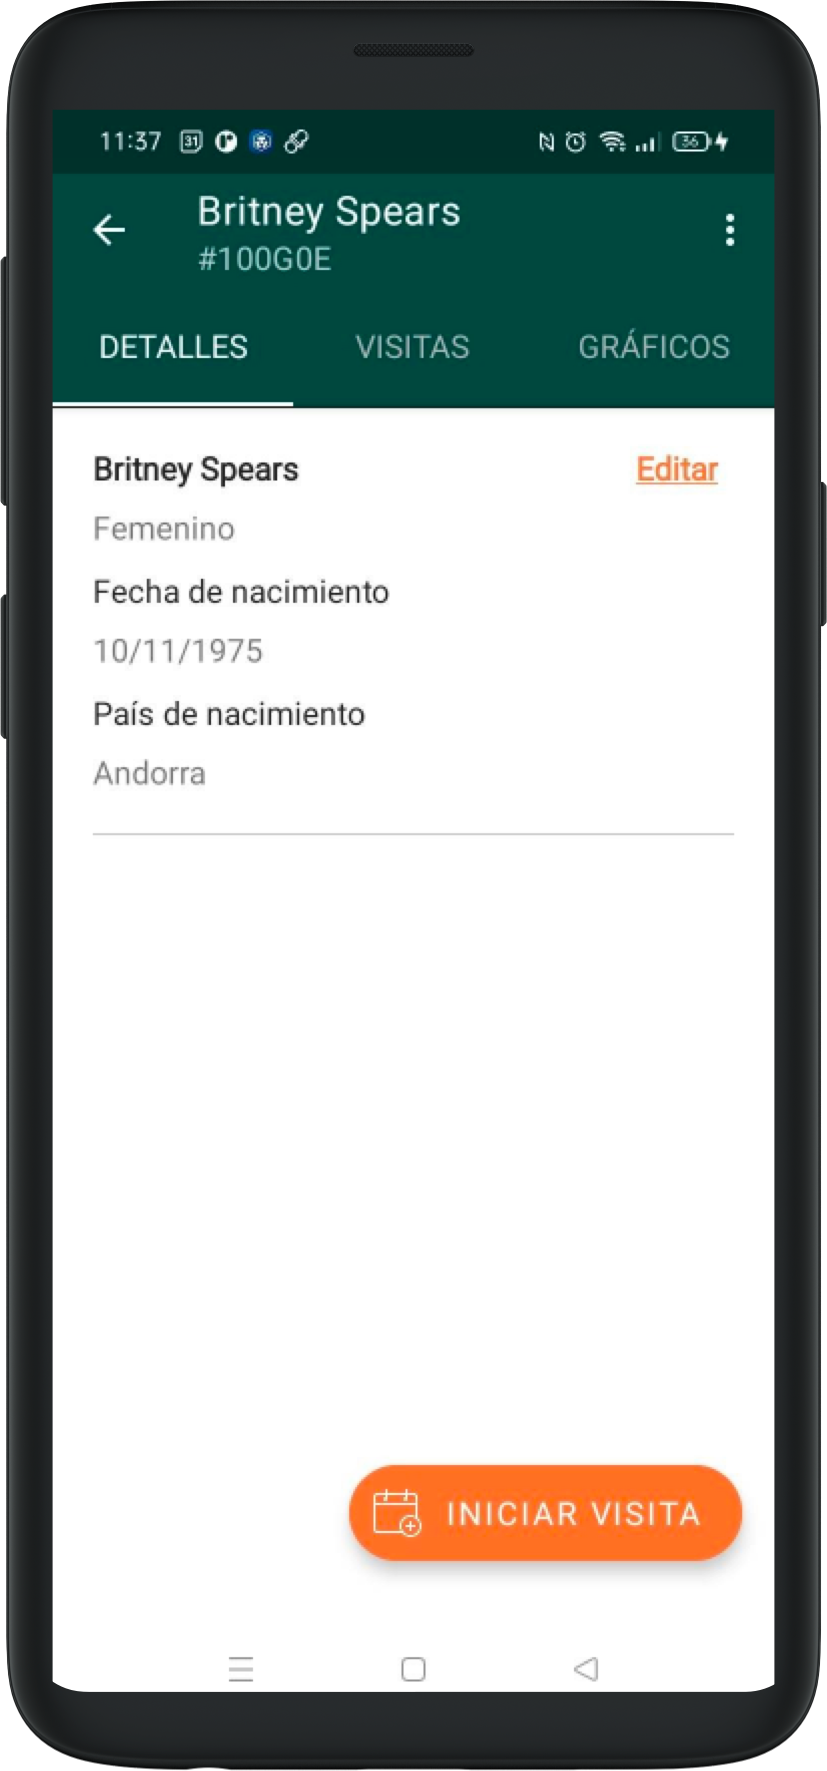 11:37 31 36
Britney Spears
#100G0E
DETALLES VISITAS GRÁFICOS
Britney Spears Editar
Femenino
Fecha de nacimiento
10/11/1975
País de nacimiento
Andorra
INICIAR VISITA